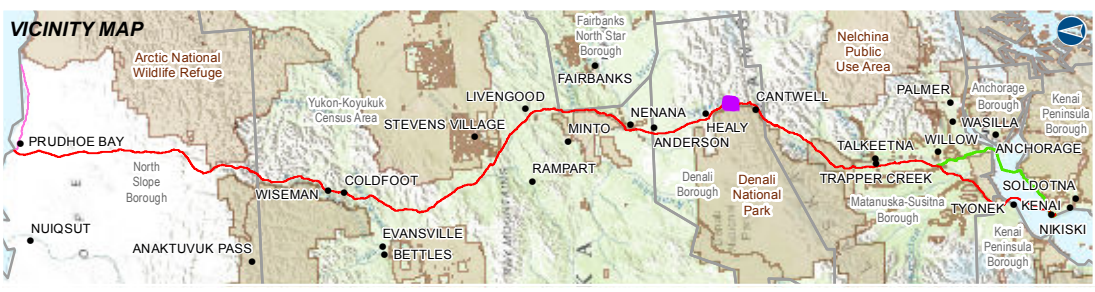 VICINITY MAP
Arctic National
Wildlife Refuge
Fairbanks
North Star
Borough
FAIRBANKS
Nelchina
Public
Use Area
PALMER
Anchorage
Borough
WASILLA
Kenai
Peninsula
Borough
Yukon-Koyukuk
Census Area
LIVENGOOD
STEVENS VILLAGE
MINTO
NENANA
ANDERSON
HEALY
CANTWELL
TALKEETNA
WILLOW
ANCHORAGE
PRUDHOE BAY
North
Slope
Borough
WISEMAN
COLDFOOT
RAMPART
Denali
Borough
Denali
National
Park
TRAPPER CREEK
Matanuska-Susitna
Borough
SOLDOTNA
TYONEK
KENAI
NIKISKI
NUIQSUT
ANAKTUVUK PASS
EVANSVILLE
BETTLES
Kenai
Peninsula
Borough
K A